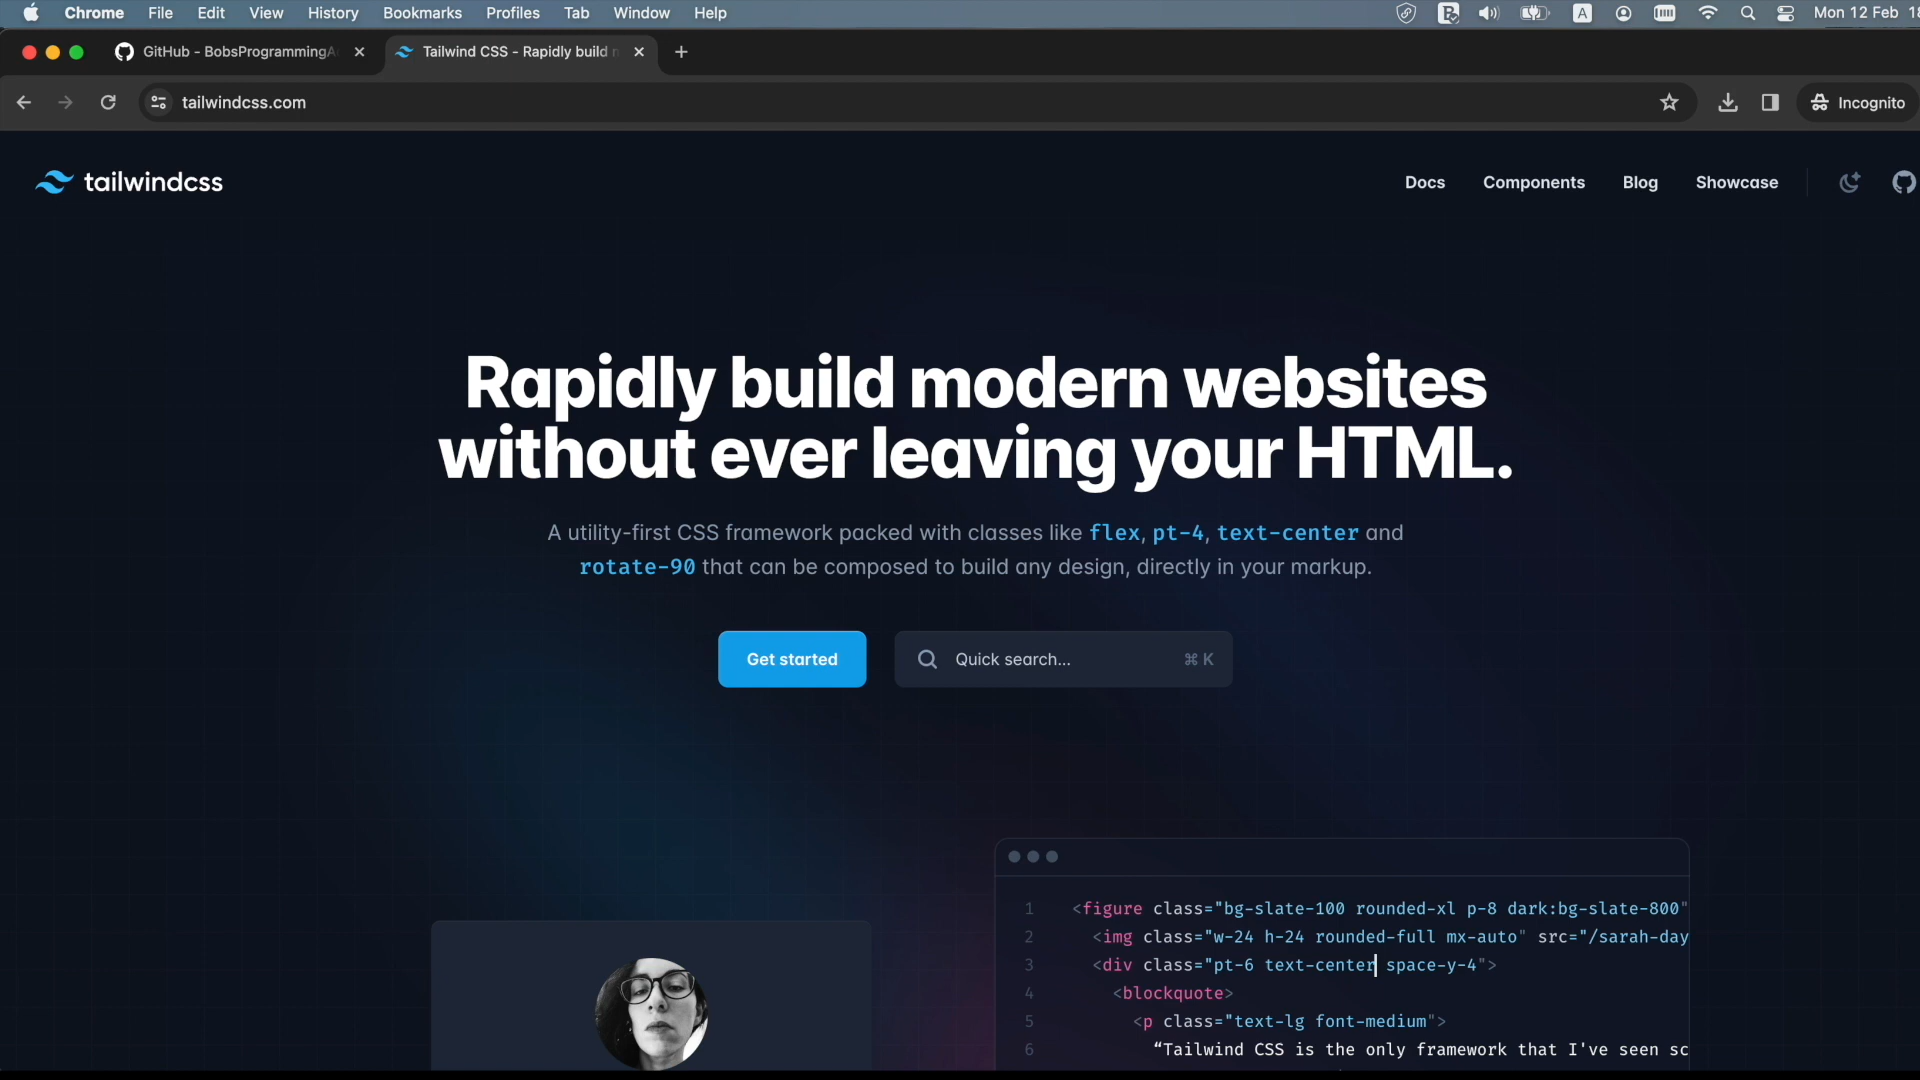 Chrome File Edit View History Bookmarks Profiles Tab Window Help A Mon 12 Feb
GitHub - BobsProgrammingA
Tailwind CSS - Rapidly build
tailwindcss.com
Incognito
tailwindcss
Docs Components Blog Showcase
Rapidly build modern websites
without ever leaving your HTML.
A utility-first CSS framework packed with classes like flex, pt-4, text-center and
rotate-90 that can be composed to build any design, directly in your markup.
Get started
Quick search... ⌘ K
1 <figure class="bg-slate-100 rounded-xl p-8 dark:bg-slate-800"
2 <img class="w-24 h-24 rounded-full mx-auto" src="/sarah-day
3 <div class="pt-6 text-center space-y-4">
4 <blockquote>
5 <p class="text-lg font-medium">
6 “Tailwind CSS is the only framework that I've seen sc